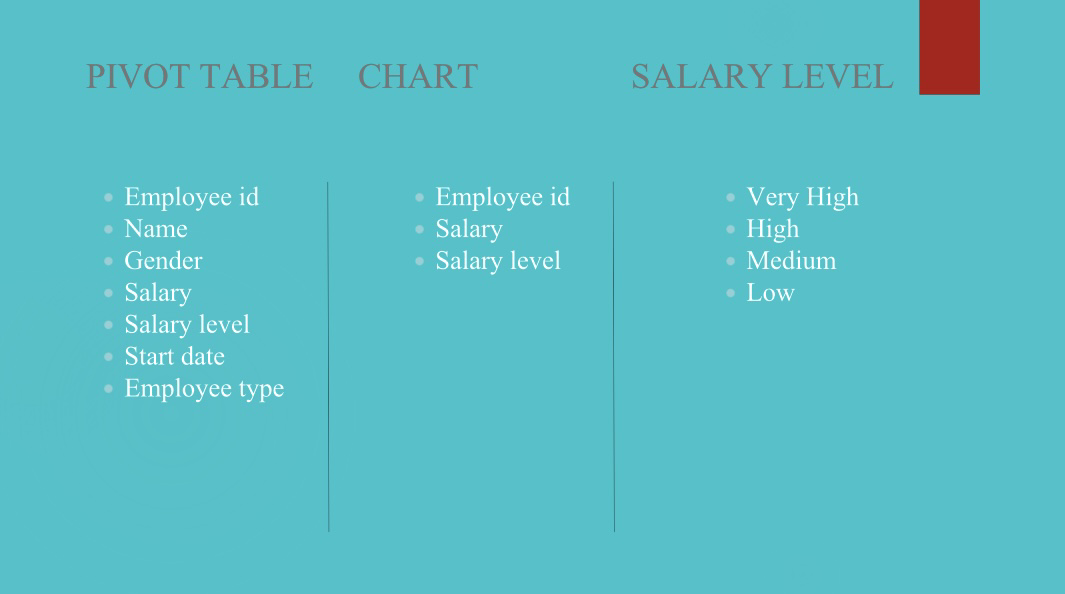 PIVOT TABLE
CHART
SALARY LEVEL
Employee id
Name
Gender
Salary
Salary level
Start date
Employee type
Employee id
Salary
Salary level
Very High
High
Medium
Low